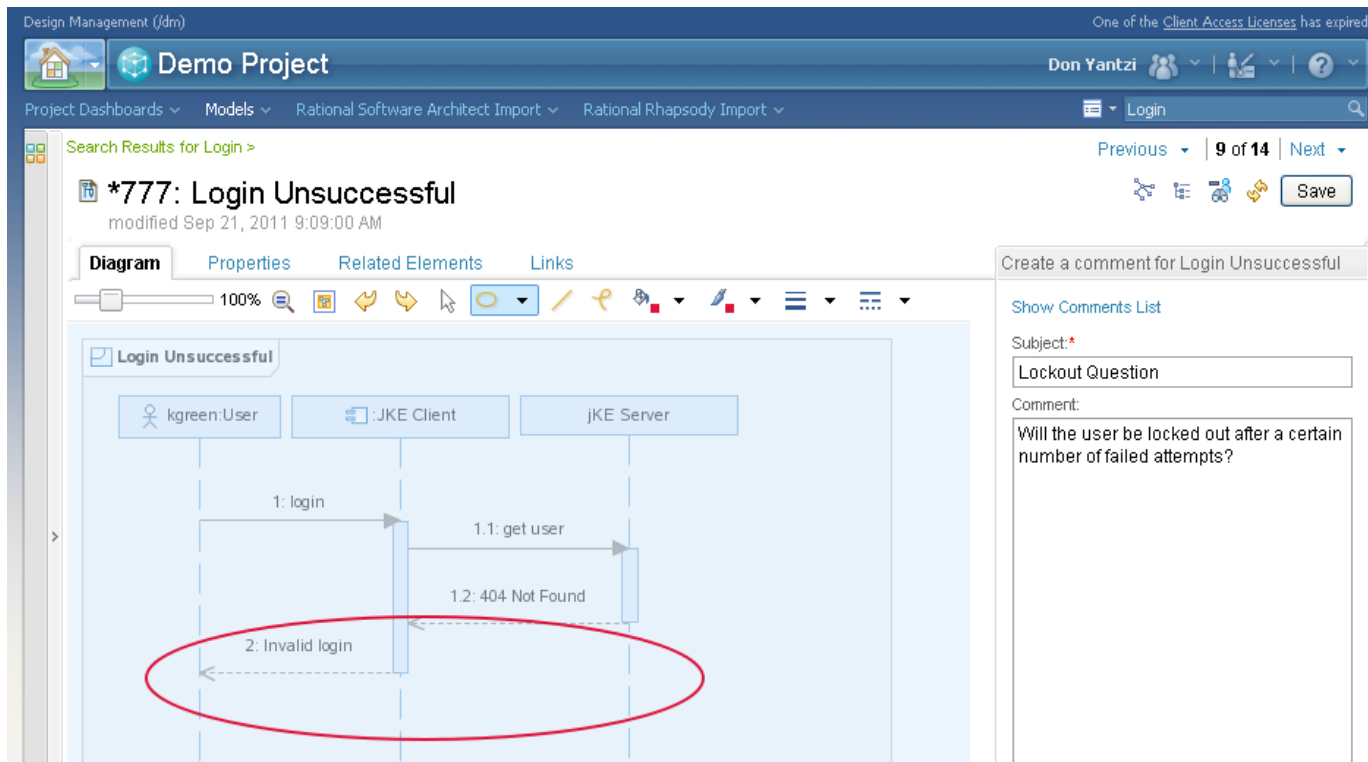 Design Management (/dm)
One of the Client Access Licenses has expired
Demo Project
Don Yantzi
Project Dashboards
Models
Rational Software Architect Import
Rational Rhapsody Import
Login
Search Results for Login >
Previous
9 of 14
Next
*777: Login Unsuccessful
Save
modified Sep 21, 2011 9:09:00 AM
Diagram
Properties
Related Elements
Links
Create a comment for Login Unsuccessful
100%
Show Comments List
Subject:*
Lockout Question
Comment:
Will the user be locked out after a certain
number of failed attempts?
Login Unsuccessful
kgreen:User
:JKE Client
jKE Server
1: login
1.1: get user
1.2: 404 Not Found
2: Invalid login